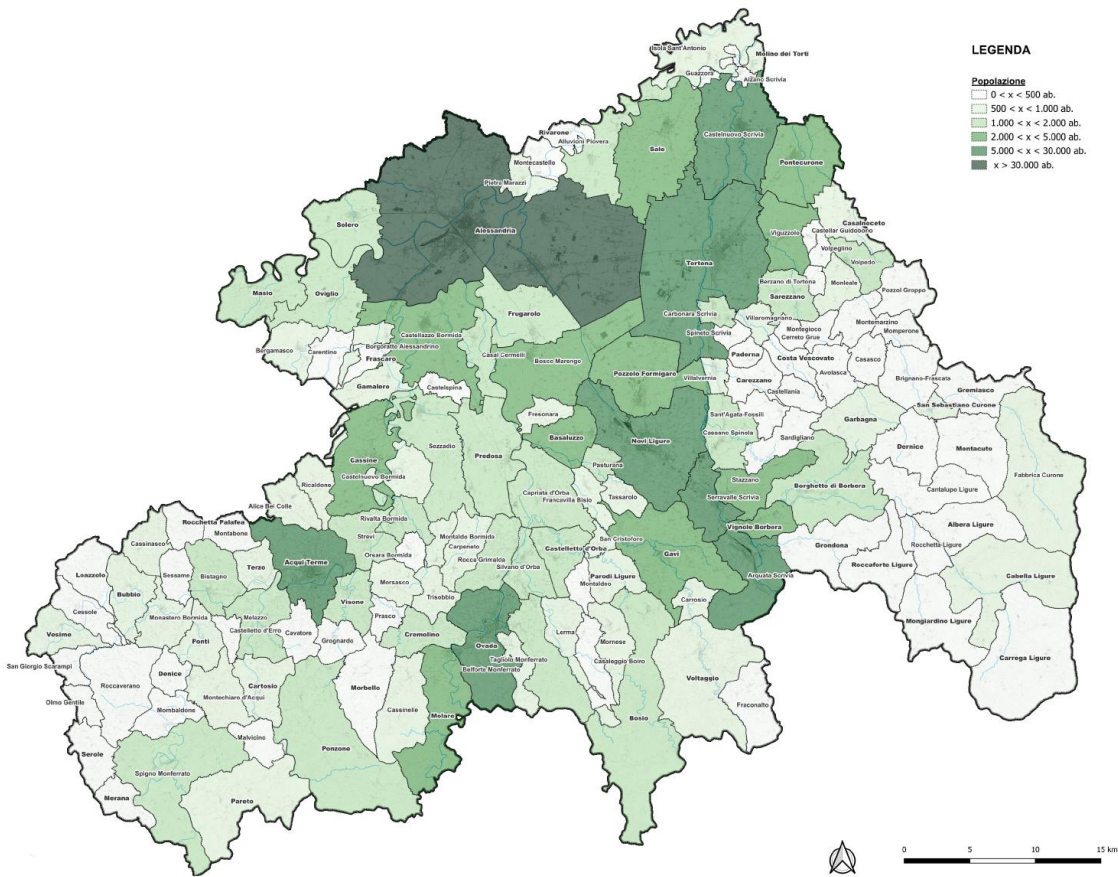 LEGENDA
Popolazione
0 < x < 500 ab.
500 < x < 1.000 ab.
1.000 < x < 2.000 ab.
2.000 < x < 5.000 ab.
5.000 < x < 30.000 ab.
x > 30.000 ab.
Isola Sant'Antonio
Molino dei Torti
Guazzora
Alzano Scrivia
Rivarone
Alluvioni Piovera
Sale
Castelnuovo Scrivia
Pontecurone
Montecastello
Pietra Marazzi
Solero
Alessandria
Casalnoceto
Viguzzolo
Castellar Guidobono
Volpeglino
Volpedo
Tortona
Masio
Oviglio
Berzano di Tortona
Monleale
Pozzol Groppo
Sarezzano
Frugarolo
Carbonara Scrivia
Villaromagnano
Castellazzo Bormida
Spineto Scrivia
Montegioco
Montemarzino
Momperone
Cerreto Grue
Bergamasco
Carentino
Borgoratto Alessandrino
Frascaro
Casal Cermelli
Bosco Marengo
Paderna
Costa Vescovato
Casasco
Gamalero
Castelspina
Pozzolo Formigaro
Villalvernia
Carezzano
Avolasca
Brignano-Frascata
Gremiasco
Castellania
San Sebastiano Curone
Fresonara
Sant'Agata Fossili
Garbagna
Cassano Spinola
Basaluzzo
Novi Ligure
Sardigliano
Dernice
Montacuto
Sezzadio
Predosa
Cassine
Pasturana
Fabbrica Curone
Castelnuovo Bormida
Stazzano
Borghetto di Borbera
Ricaldone
Capriata d'Orba
Francavilla Bisio
Tassarolo
Serravalle Scrivia
Cantalupo Ligure
Alice Bel Colle
Rivalta Bormida
Vignole Borbera
Albera Ligure
Rocchetta Palafea
Montabone
Strevi
Montaldo Bormida
San Cristoforo
Grondona
Rocchetta Ligure
Cassinasco
Orsara Bormida
Carpeneto
Castelletto d'Orba
Gavi
Roccaforte Ligure
Rocca Grimalda
Silvano d'Orba
Parodi Ligure
Loazzolo
Sessame
Bistagno
Terzo
Acqui Terme
Arquata Scrivia
Cabella Ligure
Morsasco
Montaldeo
Bubbio
Visone
Trisobbio
Carrosio
Cessole
Monastero Bormida
Melazzo
Prasco
Mongiardino Ligure
Vesime
Castelletto d'Erro
Cavatore
Grognardo
Cremolino
Lerma
Mornese
Ponti
Ovada
Tagliolo Monferrato
Casaleggio Boiro
Carrega Ligure
San Giorgio Scarampi
Belforte Monferrato
Denice
Voltaggio
Roccaverano
Cartosio
Morbello
Montechiaro d'Acqui
Cassinelle
Olmo Gentile
Mombaldone
Fraconalto
Molare
Bosio
Malvicino
Serole
Ponzone
Spigno Monferrato
Merana
Pareto
0 5 10 15 km